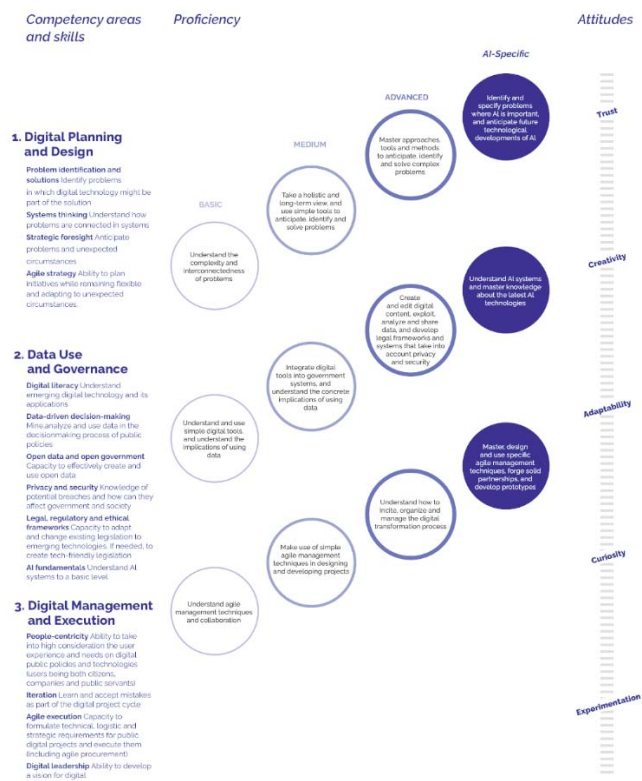 Competency areas
and skills
Proficiency
Attitudes
1. Digital Planning
and Design
Problem identification and
solutions Identify problems
in which digital technology might be
part of the solution
Systems thinking Understand how
problems are connected in systems
Strategic foresight Anticipate
problems and unexpected
circumstances
Agile strategy Ability to plan
initiatives while remaining flexible
and adapting to unexpected
circumstances.
BASIC
Understand the
complexity and
interconnectedness
of problems
MEDIUM
Take a holistic and
long-term view, and
use simple tools to
anticipate, identify and
solve problems
ADVANCED
Master approaches,
tools and methods
to anticipate, identify
and solve complex
problems
AI-Specific
Identify and
specify problems
where AI is important,
and anticipate future
technological
developments of AI
2. Data Use
and Governance
Digital literacy Understand
emerging digital technology and its
applications
Data-driven decision-making
Mine,analyze and use data in the
decisionmaking process of public
policies
Open data and open government
Capacity to effectively create and
use open data
Privacy and security Knowledge of
potential breaches and how can they
affect government and society
Legal, regulatory and ethical
frameworks Capacity to adapt
and change existing legislation to
emerging technologies. If needed, to
create tech-friendly legislation
AI fundamentals Understand AI
systems to a basic level
Understand and use
simple digital tools,
and understand the
implications of using
data
Integrate digital
tools into government
systems, and
understand the concrete
implications of using
data
Create
and edit digital
content, exploit,
analyze and share
data, and develop
legal frameworks and
systems that take into
account privacy
and security
Understand AI systems
and master knowledge
about the latest AI
technologies
3. Digital Management
and Execution
People-centricity Ability to take
into high consideration the user
experience and needs on digital
public policies and technologies
(users being both citizens,
companies and public servants)
Iteration Learn and accept mistakes
as part of the digital project cycle
Agile execution Capacity to
formulate technical, logistic and
strategic requirements for public
digital projects and execute them
(including agile procurement)
Digital leadership Ability to develop
a vision for digital
Understand agile
management techniques
and collaboration
Make use of simple
agile management
techniques in designing
and developing projects
Understand how to
incite, organize and
manage the digital
transformation process
Master, design
and use specific
agile management
techniques, forge solid
partnerships, and
develop prototypes
Trust
Creativity
Adaptability
Curiosity
Experimentation